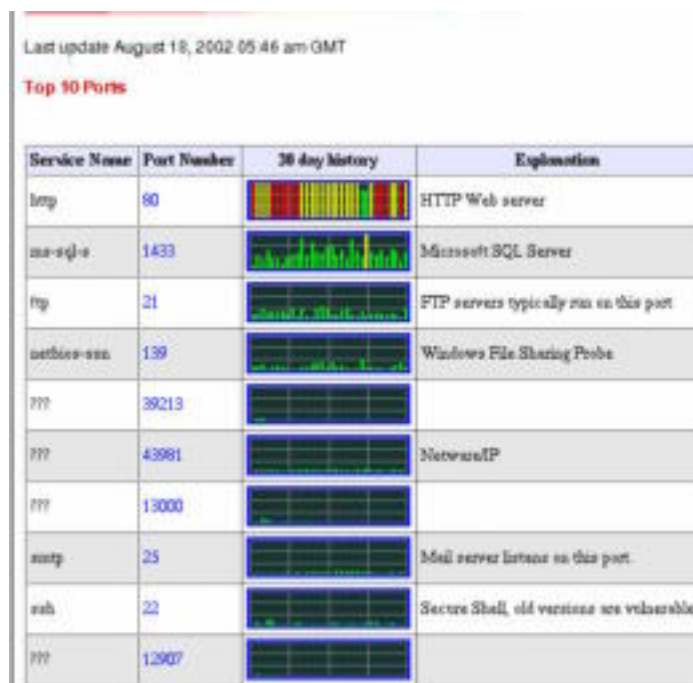 Last update August 18, 2002 05:46 am GMT
Top 10 Ports
Service Name Port Number 30 day history Explanation
http 80 HTTP Web server
ms-sql-s 1433 Microsoft SQL Server
ftp 21 FTP servers typically run on this port
netbios-ssn 139 Windows File Sharing Probe
??? 39213
??? 43981 Netware/IP
??? 13000
smtp 25 Mail server listens on this port.
ssh 22 Secure Shell, old versions are vulnerable
??? 12907